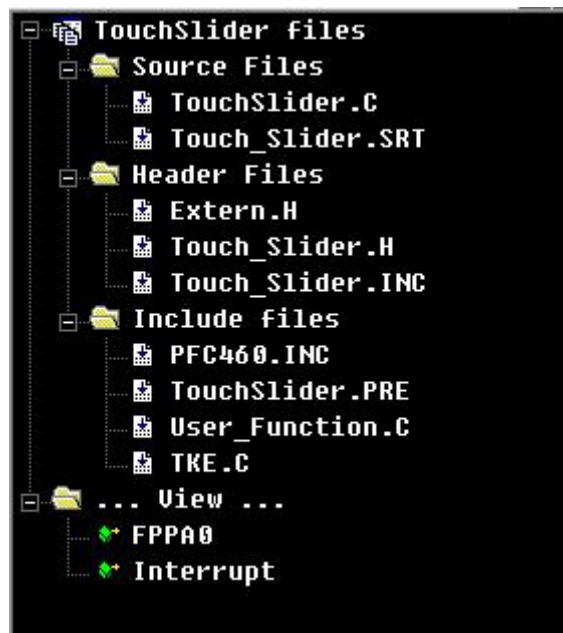 TouchSlider files
Source Files
TouchSlider.C
Touch_Slider.SRT
Header Files
Extern.H
Touch_Slider.H
Touch_Slider.INC
Include files
PFC460.INC
TouchSlider.PRE
User_Function.C
TKE.C
... View ...
FPPA0
Interrupt